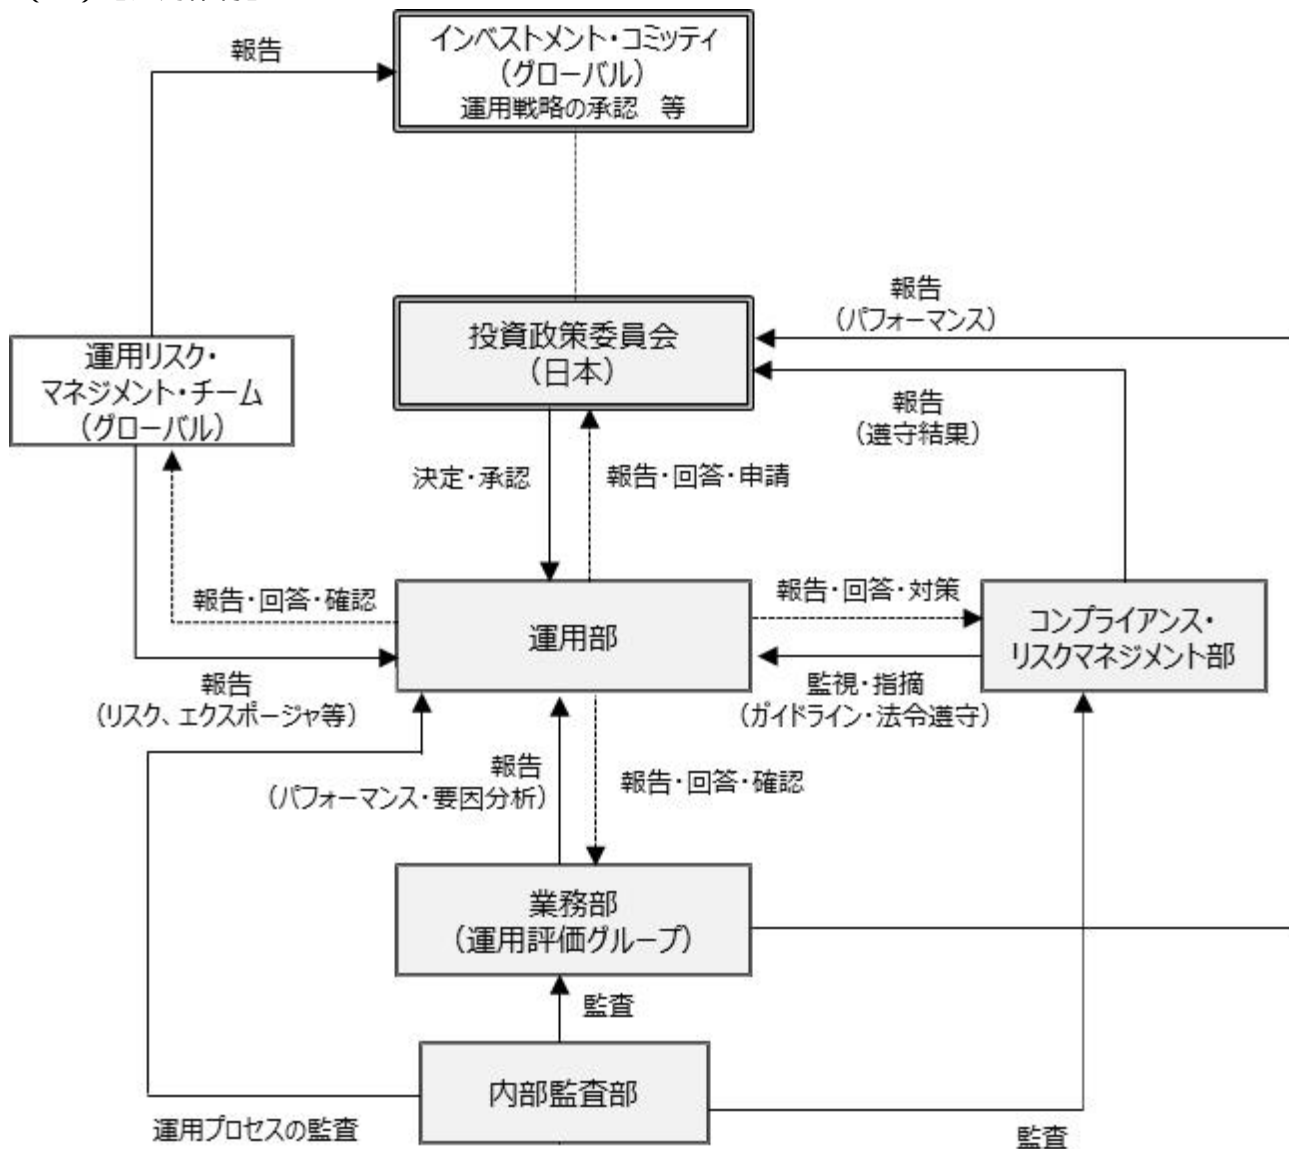 報告
インベストメント・コミッティ
(グローバル)
運用戦略の承認　等
報告
(パフォーマンス)
投資政策委員会
(日本)
運用リスク・
マネジメント・チーム
(グローバル)
報告
(遵守結果)
決定・承認
報告・回答・申請
報告・回答・確認
運用部
報告・回答・対策
コンプライアンス・
リスクマネジメント部
報告
(リスク、エクスポージャ等)
監視・指摘
(ガイドライン・法令遵守)
報告
(パフォーマンス・要因分析)
報告・回答・確認
業務部
(運用評価グループ)
監査
内部監査部
運用プロセスの監査
監査